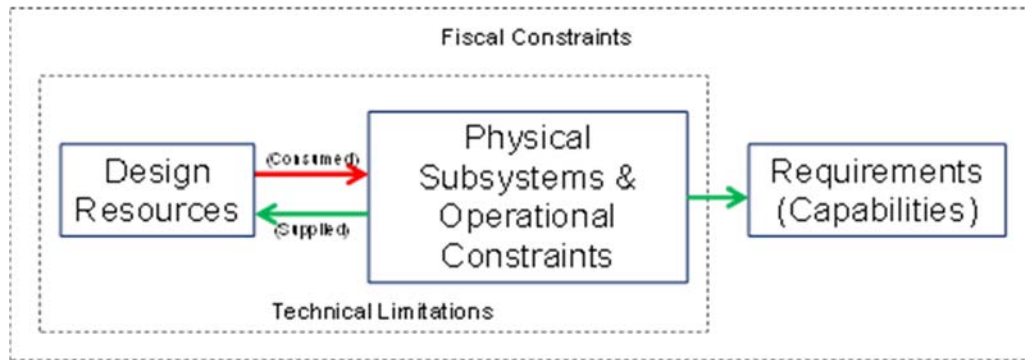 Fiscal Constraints
Design
Resources
(Consumed)
(Supplied)
Physical
Subsystems &
Operational
Constraints
Requirements
(Capabilities)
Technical Limitations